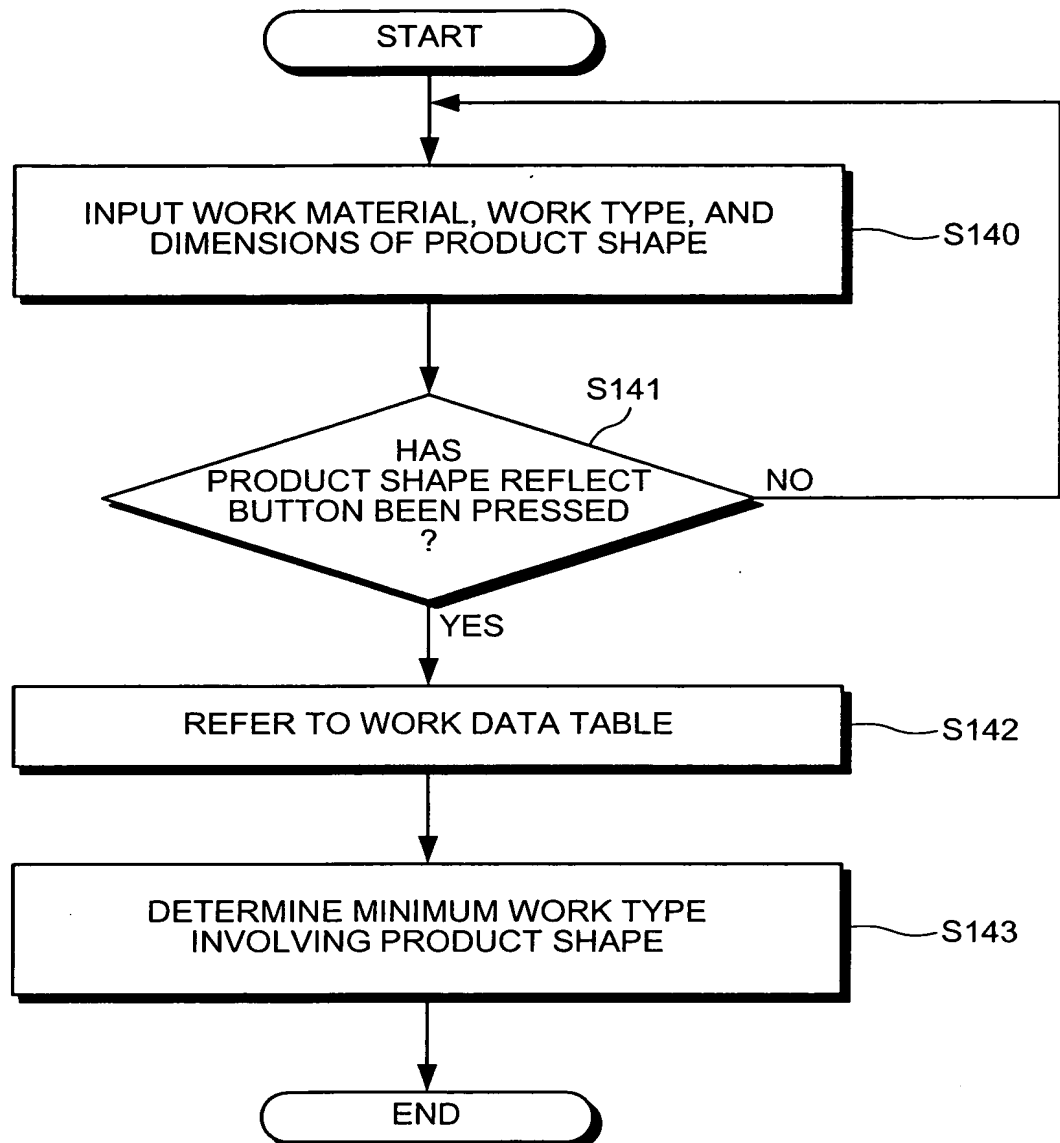 START
INPUT WORK MATERIAL, WORK TYPE, AND
DIMENSIONS OF PRODUCT SHAPE
S140
S141
HAS
PRODUCT SHAPE REFLECT
BUTTON BEEN PRESSED
?
NO
YES
REFER TO WORK DATA TABLE
S142
DETERMINE MINIMUM WORK TYPE
INVOLVING PRODUCT SHAPE
S143
END